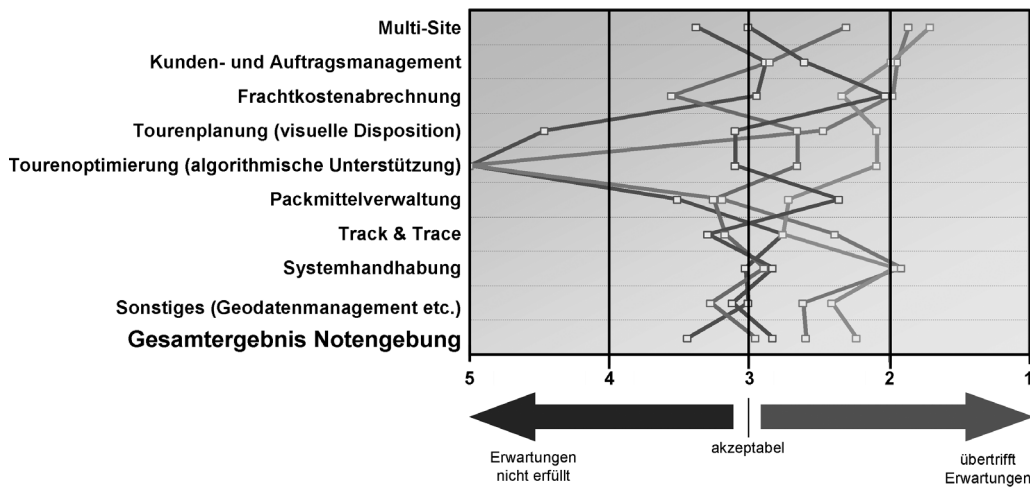 Multi-Site
Kunden- und Auftragsmanagement
Frachtkostenabrechnung
Tourenplanung (visuelle Disposition)
Tourenoptimierung (algorithmische Unterstützung)
Packmittelverwaltung
Track & Trace
Systemhandhabung
Sonstiges (Geodatenmanagement etc.)
Gesamtergebnis Notengebung
5 4 3 2 1
akzeptabel
Erwartungen
nicht erfüllt
übertrifft
Erwartungen